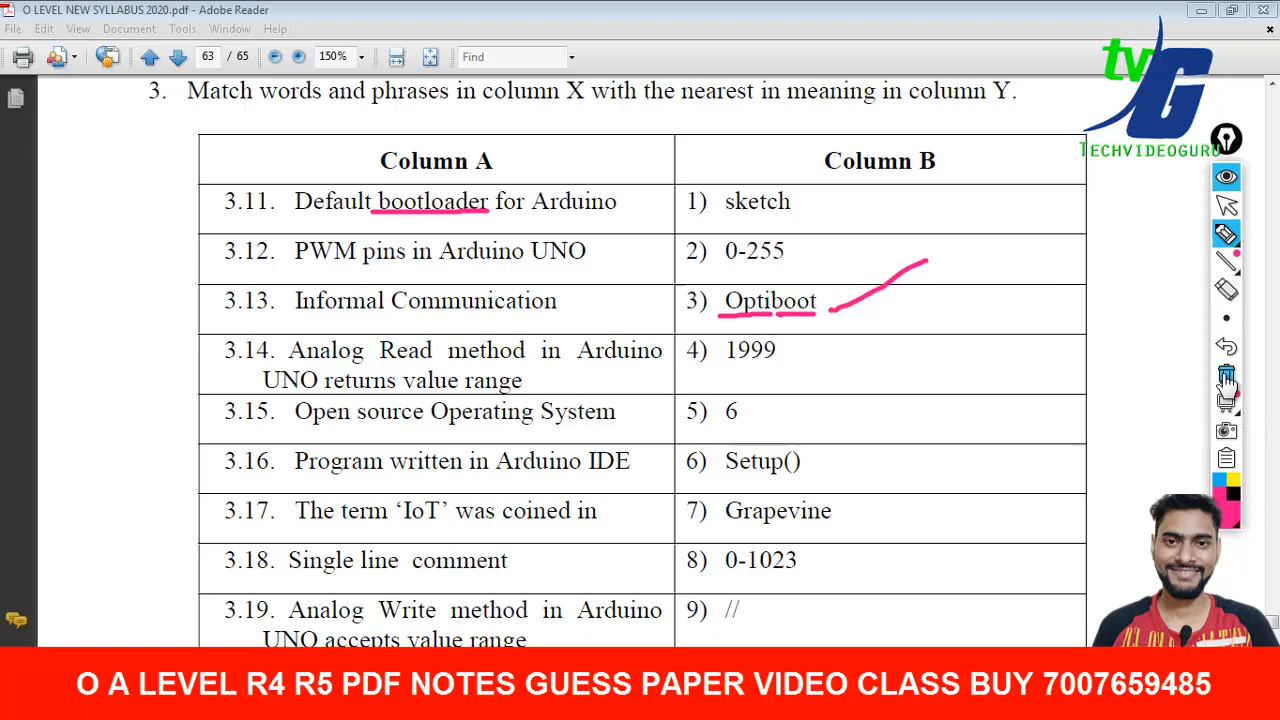 O LEVEL NEW SYLLABUS 2020.pdf - Adobe Reader
File Edit View Document Tools Window Help
63 / 65 150% Find
tv
G
TECHVIDEOGURU
3. Match words and phrases in column X with the nearest in meaning in column Y.
Column A Column B
3.11. Default bootloader for Arduino 1) sketch
3.12. PWM pins in Arduino UNO 2) 0-255
3.13. Informal Communication 3) Optiboot
3.14. Analog Read method in Arduino 4) 1999
UNO returns value range
3.15. Open source Operating System 5) 6
3.16. Program written in Arduino IDE 6) Setup()
3.17. The term ‘IoT’ was coined in 7) Grapevine
3.18. Single line comment 8) 0-1023
3.19. Analog Write method in Arduino 9) //
UNO accepts value range
O A LEVEL R4 R5 PDF NOTES GUESS PAPER VIDEO CLASS BUY 7007659485